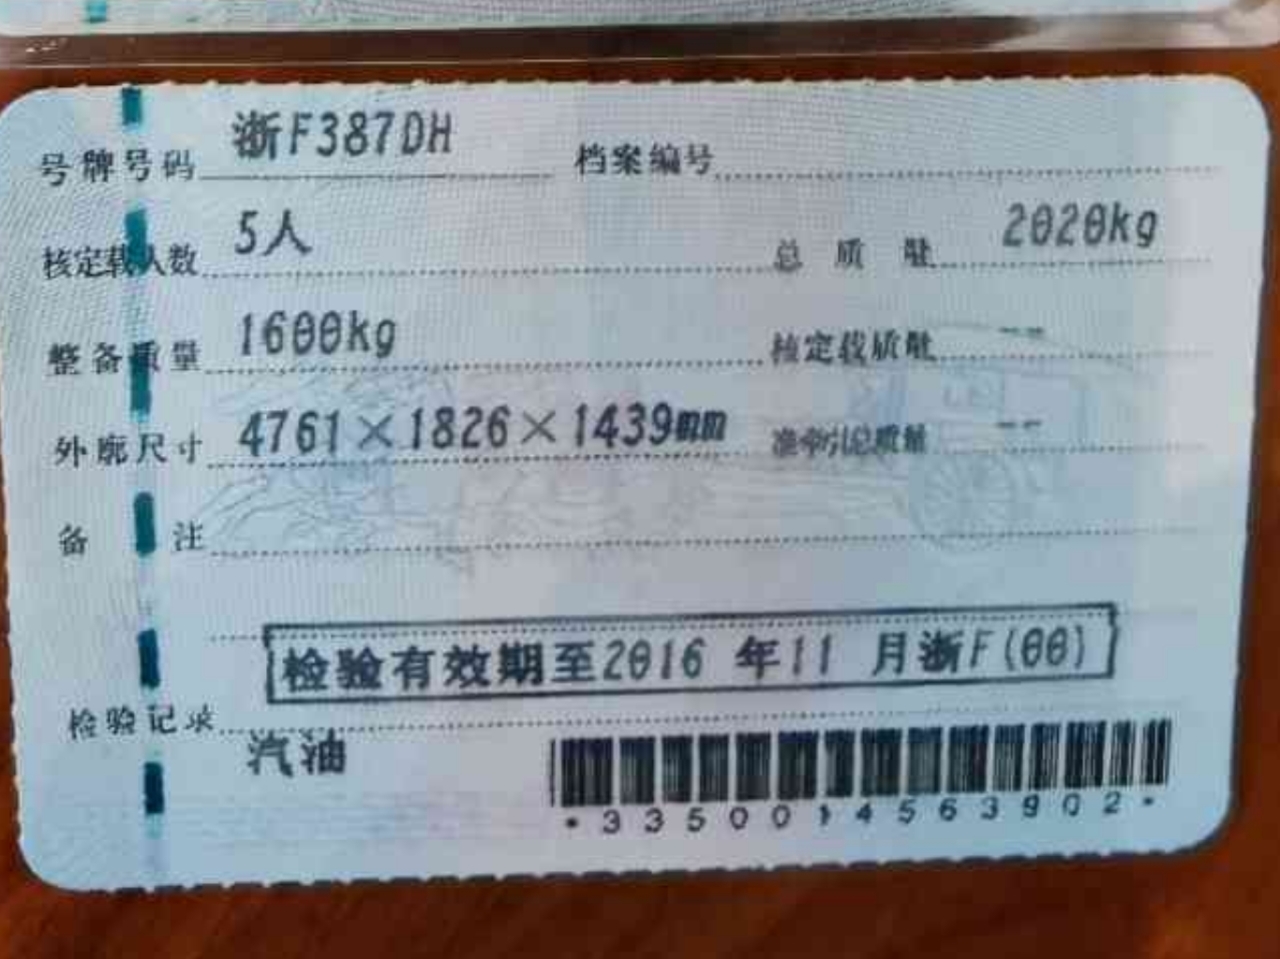 号牌号码 浙F387DH 档案编号
核定载人数 5人 总质量 2020kg
整备质量 1600kg 核定载质量 --
外廓尺寸 4761×1826×1439mm 准牵引总质量 --
备注
检验有效期至2016 年11 月浙F(00)
检验记录
汽油
*3350014563902*